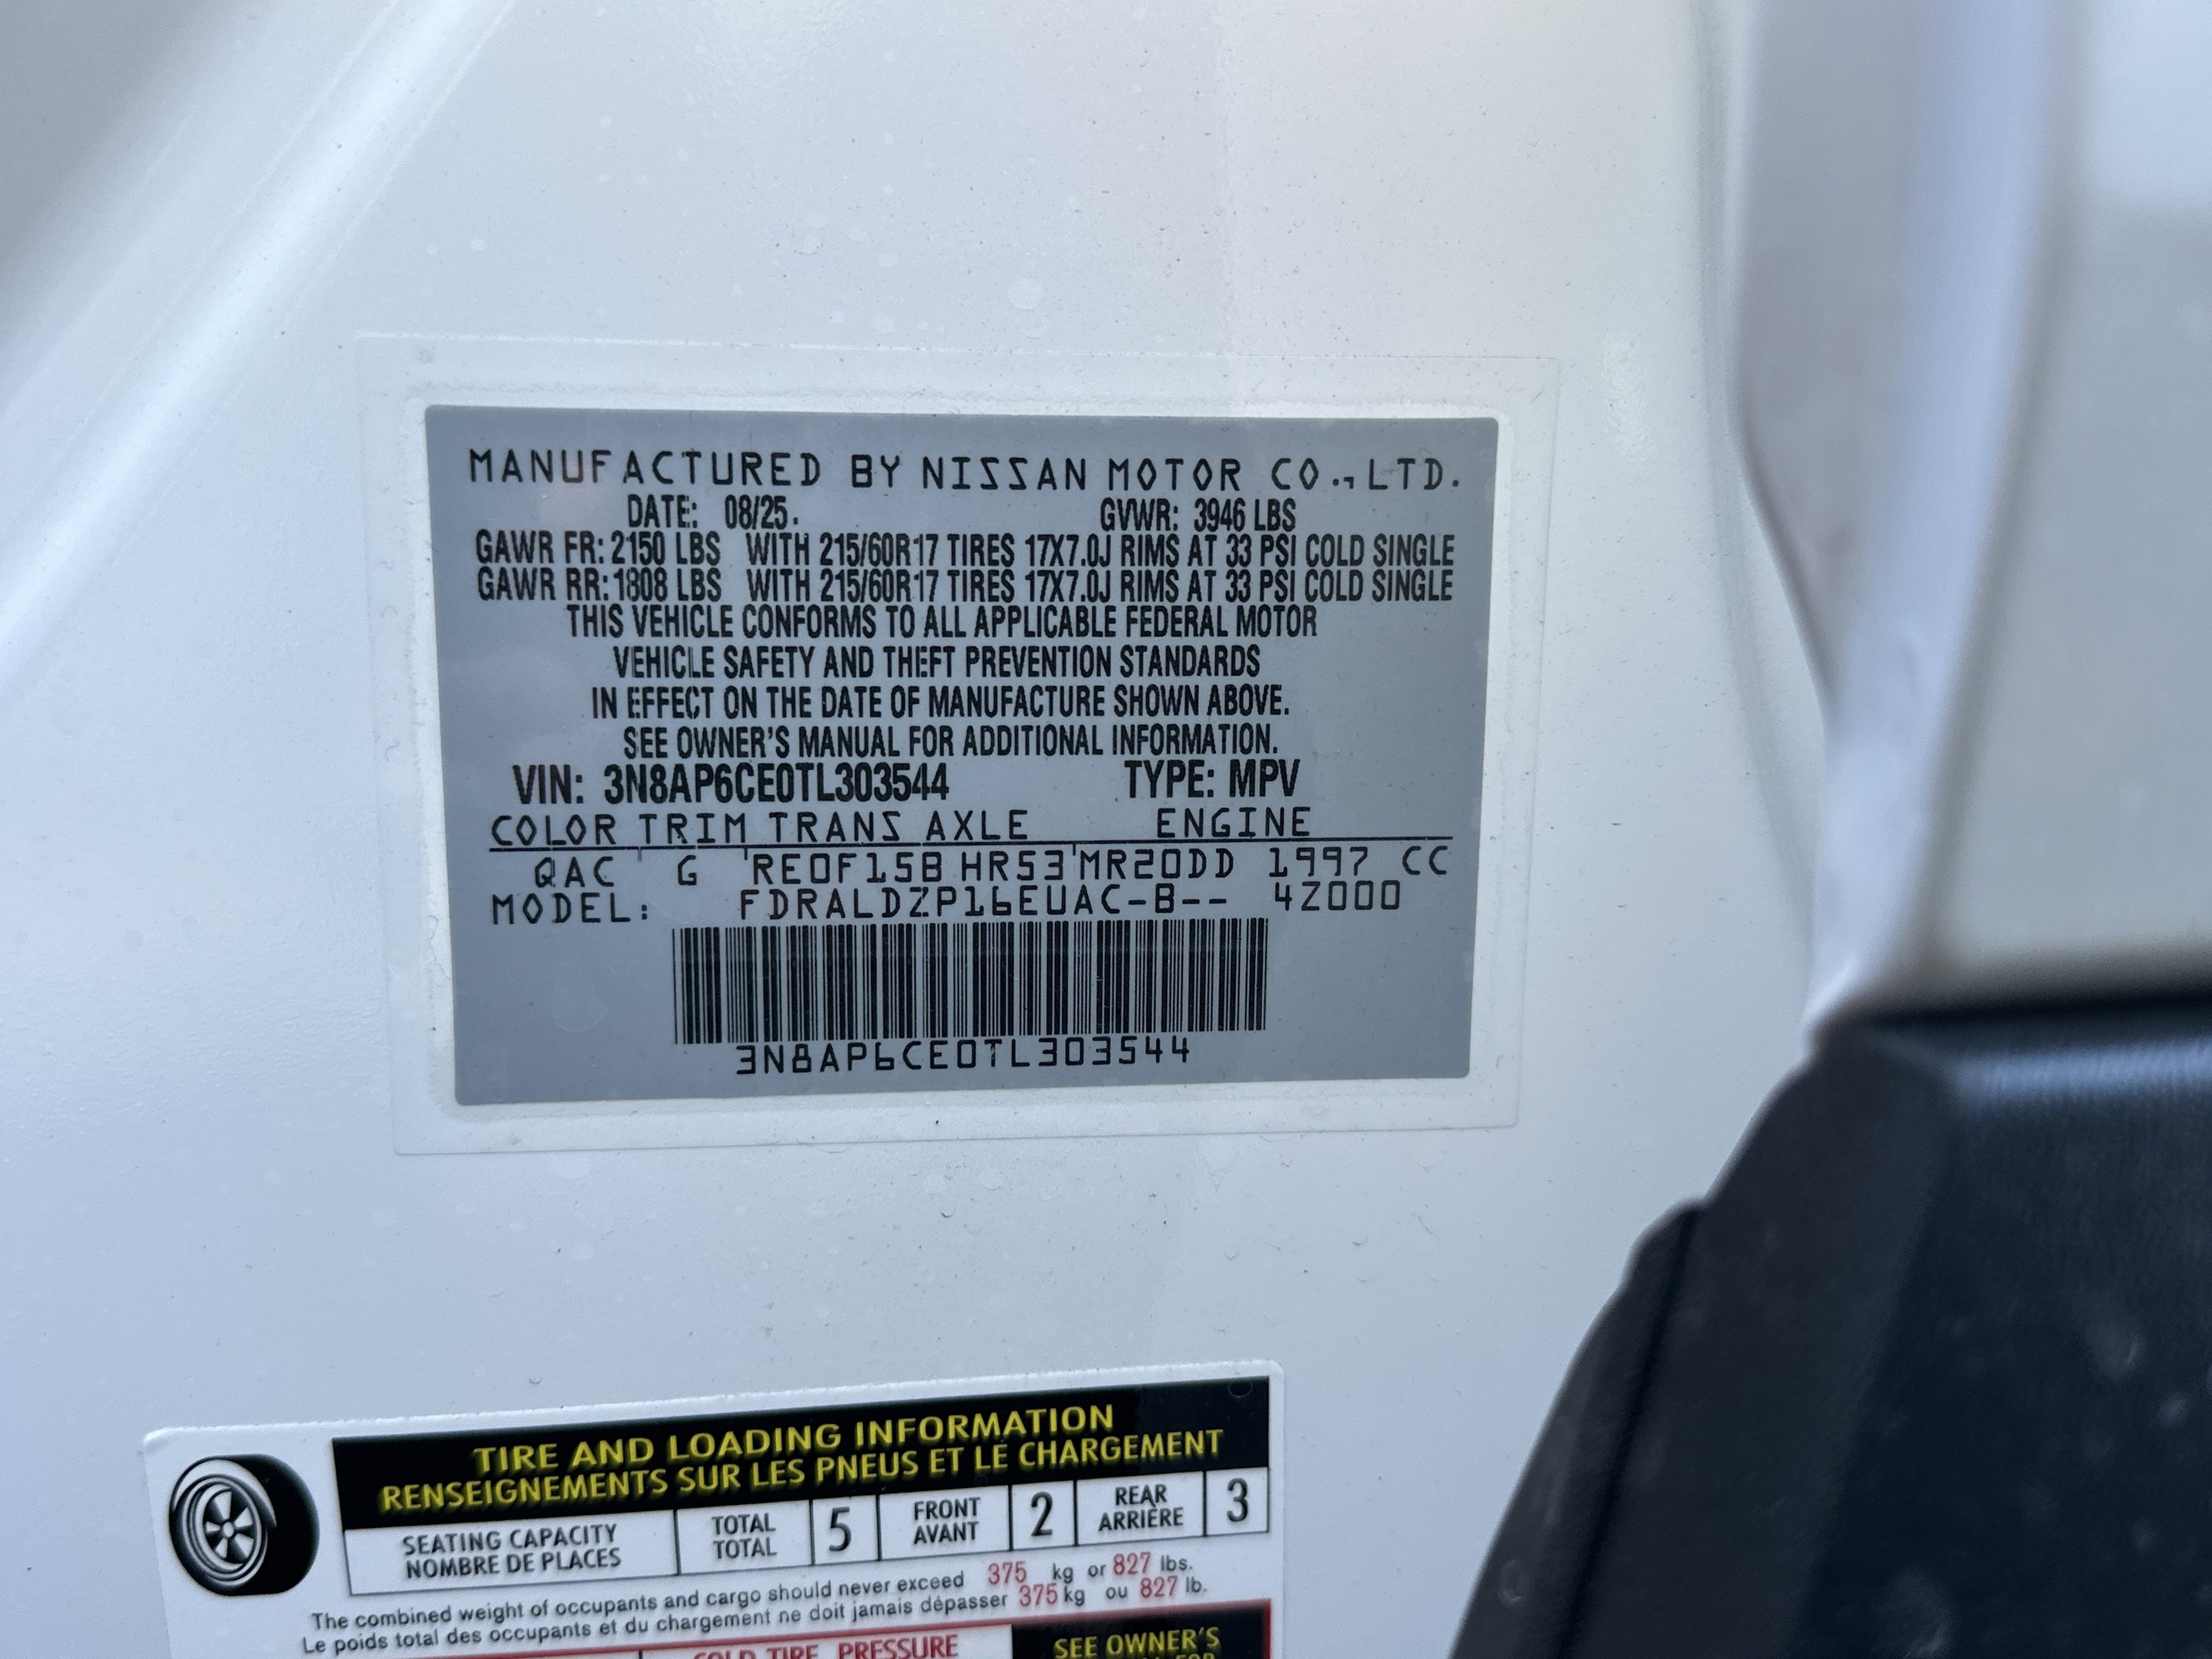 MANUFACTURED BY NISSAN MOTOR CO., LTD.
DATE: 08/25. GVWR: 3946 LBS
GAWR FR: 2150 LBS WITH 215/60R17 TIRES 17X7.0J RIMS AT 33 PSI COLD SINGLE
GAWR RR: 1808 LBS WITH 215/60R17 TIRES 17X7.0J RIMS AT 33 PSI COLD SINGLE
THIS VEHICLE CONFORMS TO ALL APPLICABLE FEDERAL MOTOR
VEHICLE SAFETY AND THEFT PREVENTION STANDARDS
IN EFFECT ON THE DATE OF MANUFACTURE SHOWN ABOVE.
SEE OWNER'S MANUAL FOR ADDITIONAL INFORMATION.
VIN: 3N8AP6CE0TL303544 TYPE: MPV
COLOR TRIM TRANS AXLE ENGINE
QAC G RE0F15B HR53 MR20DD 1997 CC
MODEL: FDRALDZP16EUAC-B-- 4Z000
3N8AP6CE0TL303544
TIRE AND LOADING INFORMATION
RENSEIGNEMENTS SUR LES PNEUS ET LE CHARGEMENT
SEATING CAPACITY
NOMBRE DE PLACES
TOTAL
TOTAL
5
FRONT
AVANT
2
REAR
ARRIÈRE
3
The combined weight of occupants and cargo should never exceed 375 kg or 827 lbs.
Le poids total des occupants et du chargement ne doit jamais dépasser 375 kg ou 827 lb.
COLD TIRE PRESSURE
SEE OWNER'S